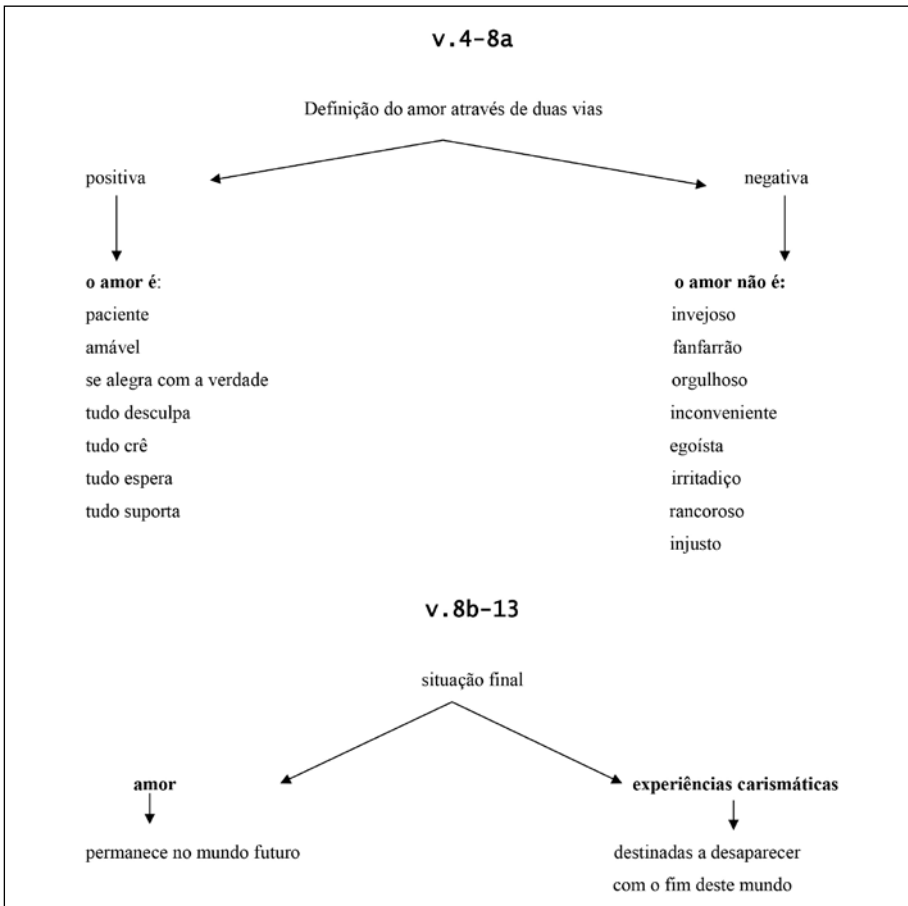 v.4-8a
Definição do amor através de duas vias
positiva
negativa
o amor é:
paciente
amável
se alegra com a verdade
tudo desculpa
tudo crê
tudo espera
tudo suporta
o amor não é:
invejoso
fanfarrão
orgulhoso
inconveniente
egoísta
irritadiço
rancoroso
injusto
v.8b-13
situação final
amor
permanece no mundo futuro
experiências carismáticas
destinadas a desaparecer
com o fim deste mundo